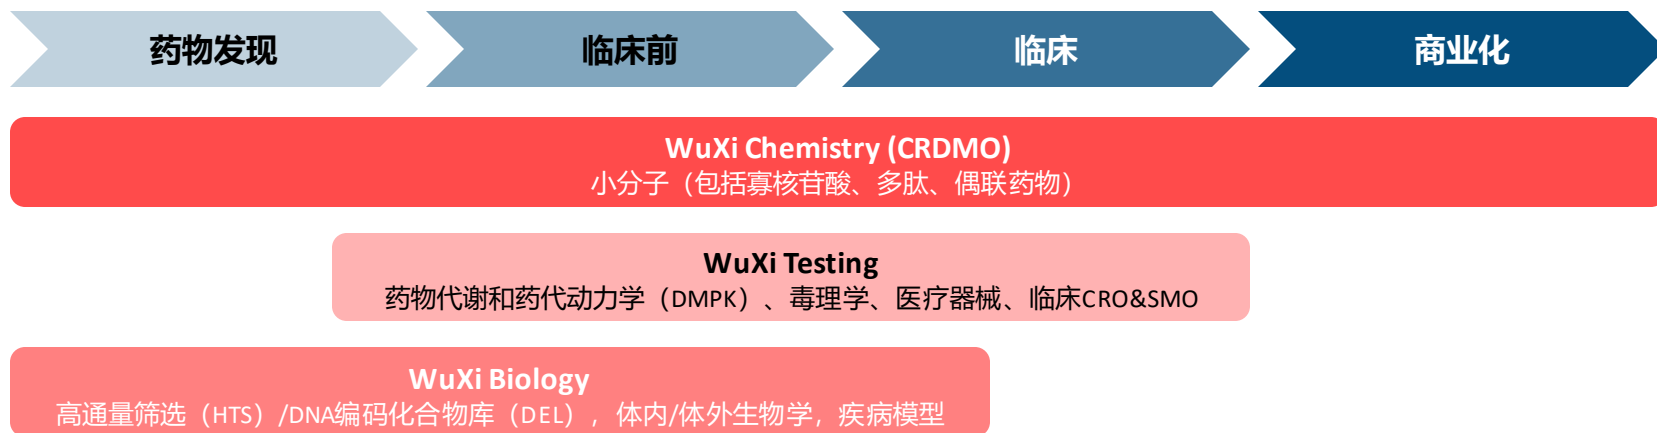 药物发现
临床前
临床
商业化
WuXi Chemistry (CRDMO)
小分子（包括寡核苷酸、多肽、偶联药物）
WuXi Testing
药物代谢和药代动力学（DMPK）、毒理学、医疗器械、临床CRO&SMO
WuXi Biology
高通量筛选（HTS）/DNA编码化合物库（DEL），体内/体外生物学，疾病模型